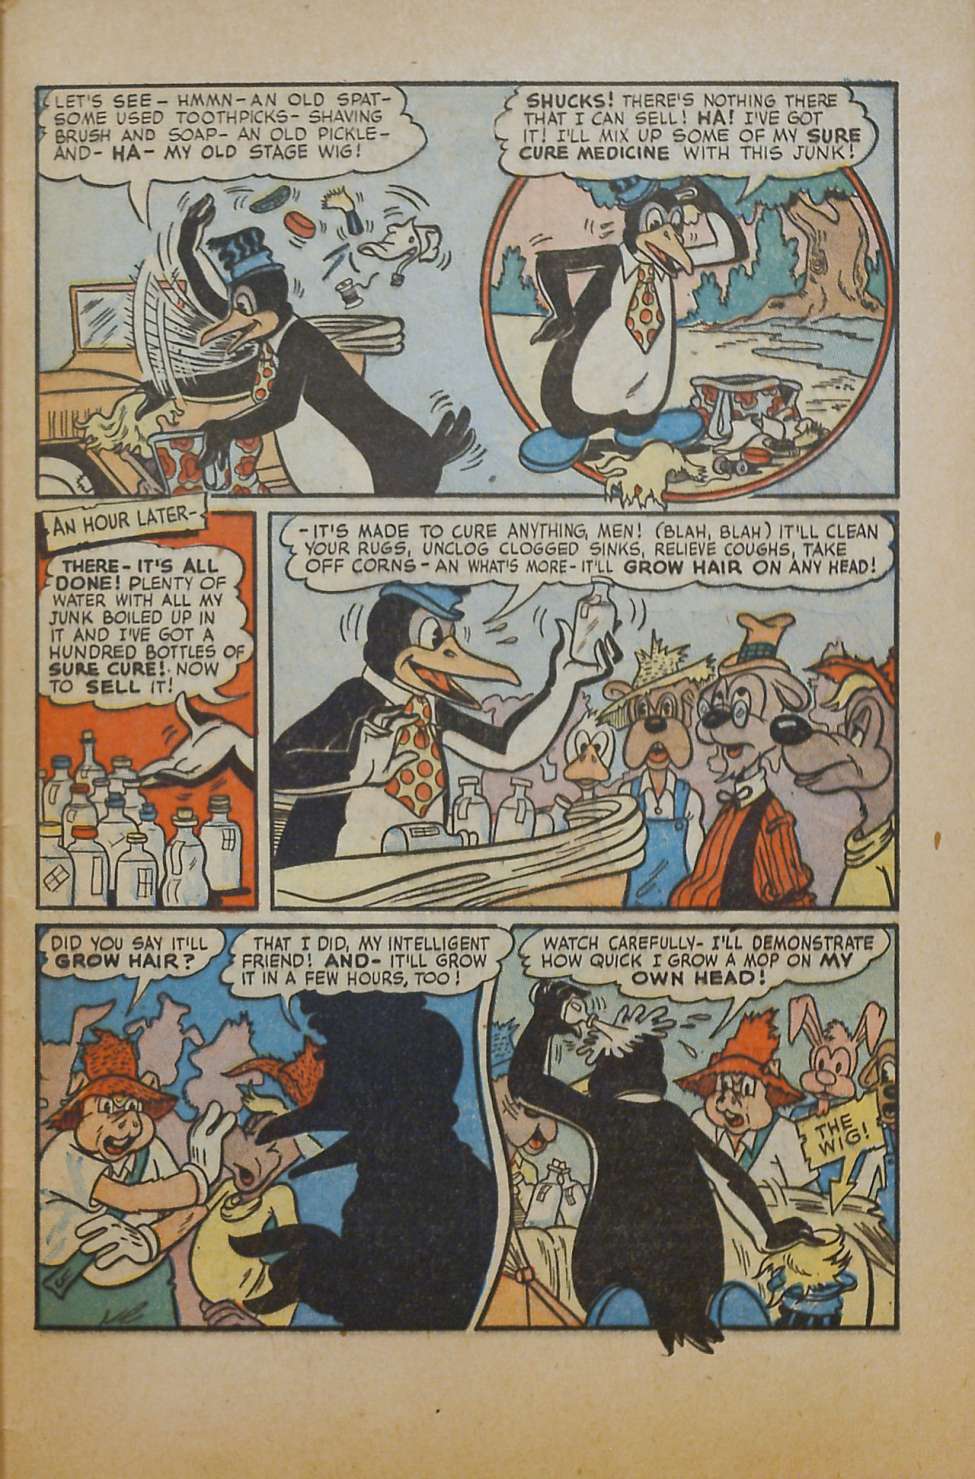 LET'S SEE - HMMN - AN OLD SPAT -
SOME USED TOOTHPICKS - SHAVING
BRUSH AND SOAP - AN OLD PICKLE -
AND - HA - MY OLD STAGE WIG!
SHUCKS! THERE'S NOTHING THERE
THAT I CAN SELL! HA! I'VE GOT
IT! I'LL MIX UP SOME OF MY SURE
CURE MEDICINE WITH THIS JUNK!
AN HOUR LATER -
THERE - IT'S ALL
DONE! PLENTY OF
WATER WITH ALL MY
JUNK BOILED UP IN
IT AND I'VE GOT A
HUNDRED BOTTLES OF
SURE CURE! NOW
TO SELL IT!
- IT'S MADE TO CURE ANYTHING, MEN! (BLAH, BLAH) IT'LL CLEAN
YOUR RUGS, UNCLOG CLOGGED SINKS, RELIEVE COUGHS, TAKE
OFF CORNS - AN WHAT'S MORE - IT'LL GROW HAIR ON ANY HEAD!
DID YOU SAY IT'LL
GROW HAIR?
THAT I DID, MY INTELLIGENT
FRIEND! AND - IT'LL GROW
IT IN A FEW HOURS, TOO!
WATCH CAREFULLY - I'LL DEMONSTRATE
HOW QUICK I GROW A MOP ON MY
OWN HEAD!
THE
WIG!